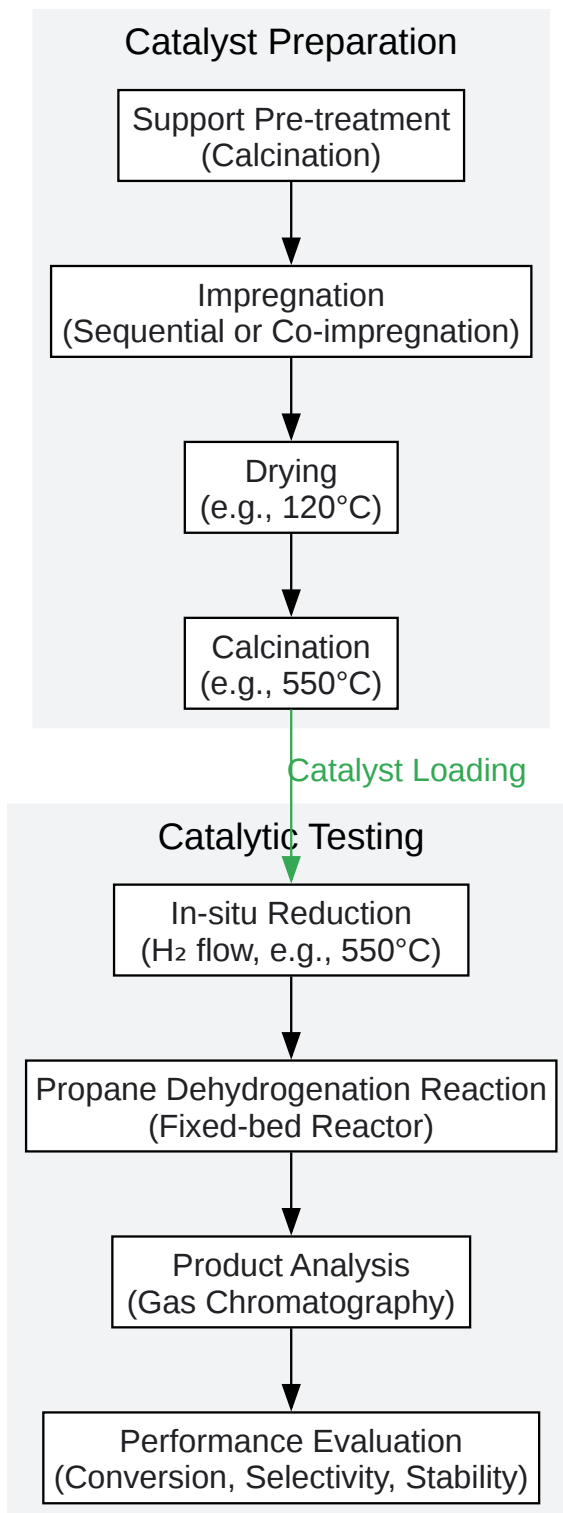 Catalyst Preparation
Support Pre-treatment
(Calcination)
Impregnation
(Sequential or Co-impregnation)
Drying
(e.g., 120°C)
Calcination
(e.g., 550°C)
Catalyst Loading
Catalytic Testing
In-situ Reduction
(H₂ flow, e.g., 550°C)
Propane Dehydrogenation Reaction
(Fixed-bed Reactor)
Product Analysis
(Gas Chromatography)
Performance Evaluation
(Conversion, Selectivity, Stability)